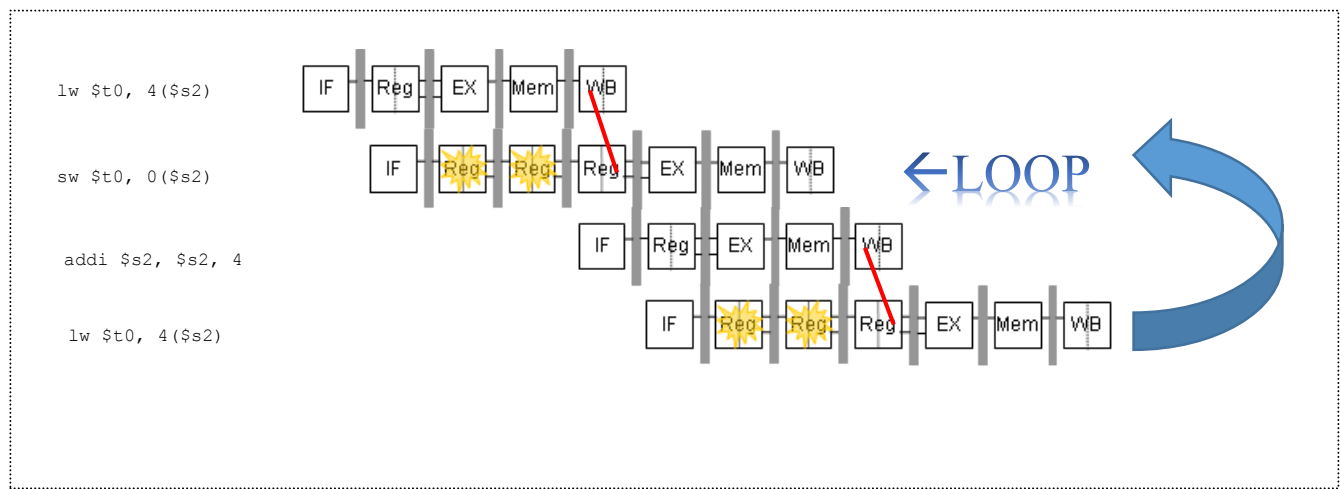 lw $t0, 4($s2) IF Reg EX Mem WB
sw $t0, 0($s2) IF Reg Reg Reg EX Mem WB ←LOOP
addi $s2, $s2, 4 IF Reg EX Mem WB
lw $t0, 4($s2) IF Reg Reg Reg EX Mem WB